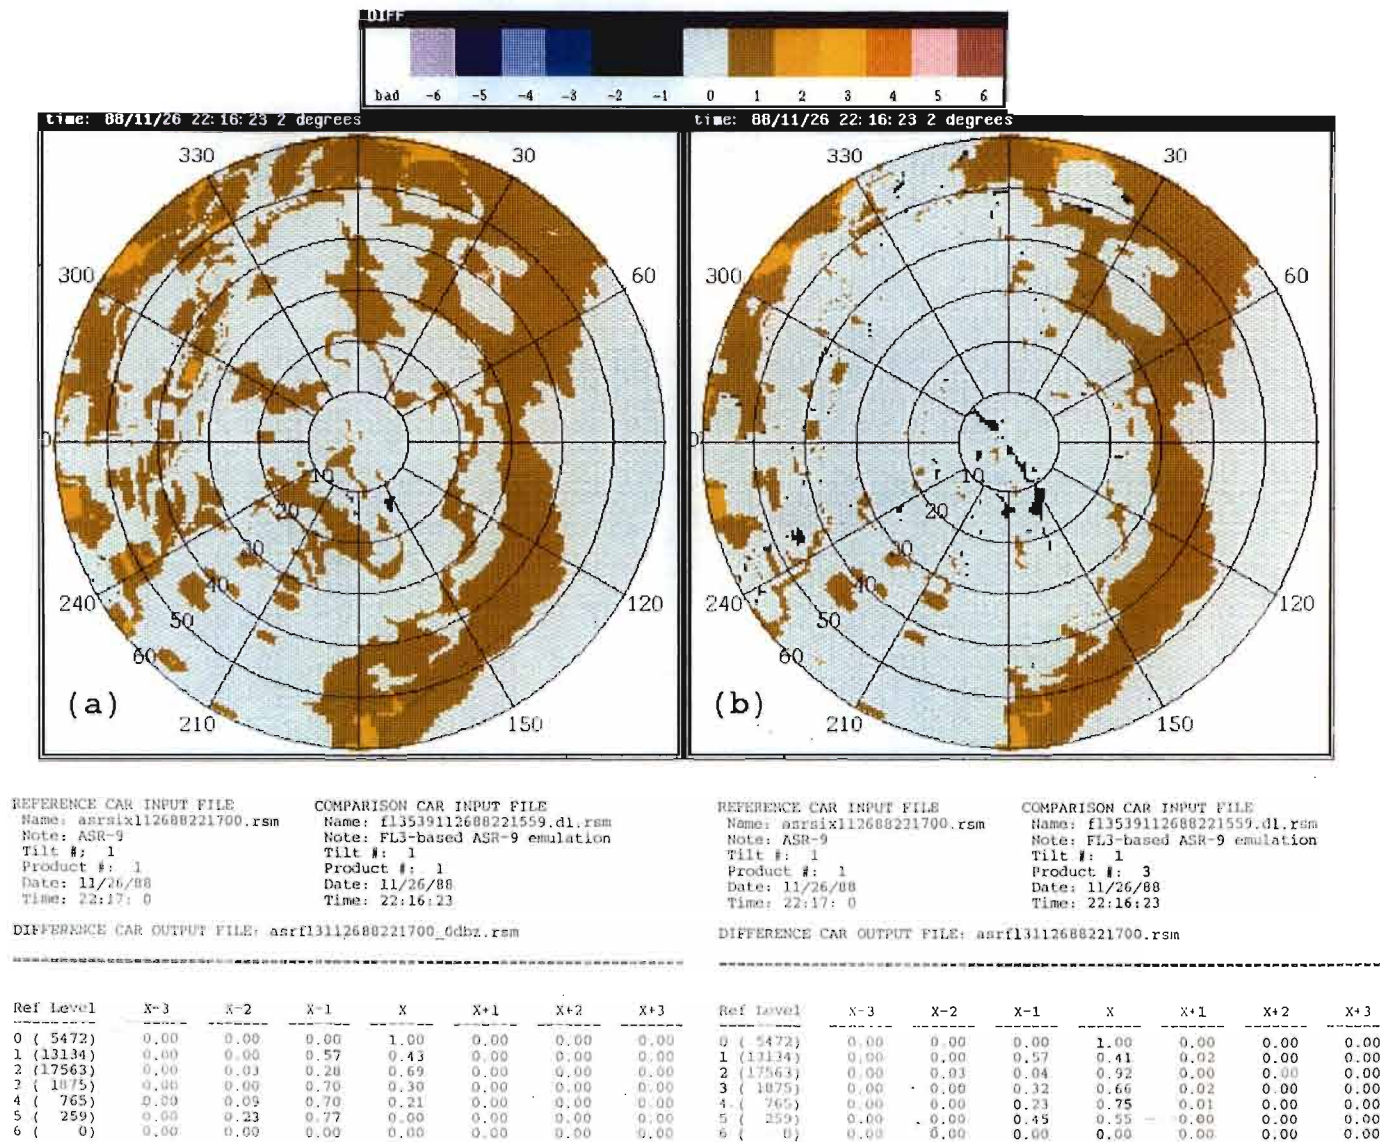 DIFF
bad -6 -5 -4 -3 -2 -1 0 1 2 3 4 5 6
time: 88/11/26 22:16:23 2 degrees
330 30
300 60
0
10
20
30
40
50
60
240 120
210 150
(a)
time: 88/11/26 22:16:23 2 degrees
330 30
300 60
0
10
20
30
40
50
60
240 120
210 150
(b)
REFERENCE CAR INPUT FILE
Name: asrsix112688221700.rsm
Note: ASR-9
Tilt #: 1
Product #: 1
Date: 11/26/88
Time: 22:17: 0
COMPARISON CAR INPUT FILE
Name: fl3539112688221559.dl.rsm
Note: FL3-based ASR-9 emulation
Tilt #: 1
Product #: 1
Date: 11/26/88
Time: 22:16:23
DIFFERENCE CAR OUTPUT FILE: asrfl3112688221700_0dbz.rsm
Ref Level X-3 X-2 X-1 X X+1 X+2 X+3
0 ( 5472) 0.00 0.00 0.00 1.00 0.00 0.00 0.00
1 (13134) 0.00 0.00 0.57 0.43 0.00 0.00 0.00
2 (17563) 0.00 0.03 0.28 0.69 0.00 0.00 0.00
3 ( 1875) 0.00 0.00 0.70 0.30 0.00 0.00 0.00
4 ( 765) 0.00 0.09 0.70 0.21 0.00 0.00 0.00
5 ( 259) 0.00 0.23 0.77 0.00 0.00 0.00 0.00
6 ( 0) 0.00 0.00 0.00 0.00 0.00 0.00 0.00
REFERENCE CAR INPUT FILE
Name: asrsix112688221700.rsm
Note: ASR-9
Tilt #: 1
Product #: 1
Date: 11/26/88
Time: 22:17: 0
COMPARISON CAR INPUT FILE
Name: fl3539112688221559.dl.rsm
Note: FL3-based ASR-9 emulation
Tilt #: 1
Product #: 3
Date: 11/26/88
Time: 22:16:23
DIFFERENCE CAR OUTPUT FILE: asrfl3112688221700.rsm
Ref Level X-3 X-2 X-1 X X+1 X+2 X+3
0 ( 5472) 0.00 0.00 0.00 1.00 0.00 0.00 0.00
1 (13134) 0.00 0.00 0.57 0.41 0.02 0.00 0.00
2 (17563) 0.00 0.03 0.04 0.92 0.00 0.00 0.00
3 ( 1875) 0.00 0.00 0.32 0.66 0.02 0.00 0.00
4 ( 765) 0.00 0.00 0.23 0.75 0.01 0.00 0.00
5 ( 259) 0.00 0.00 0.45 0.55 0.00 0.00 0.00
6 ( 0) 0.00 0.00 0.00 0.00 0.00 0.00 0.00